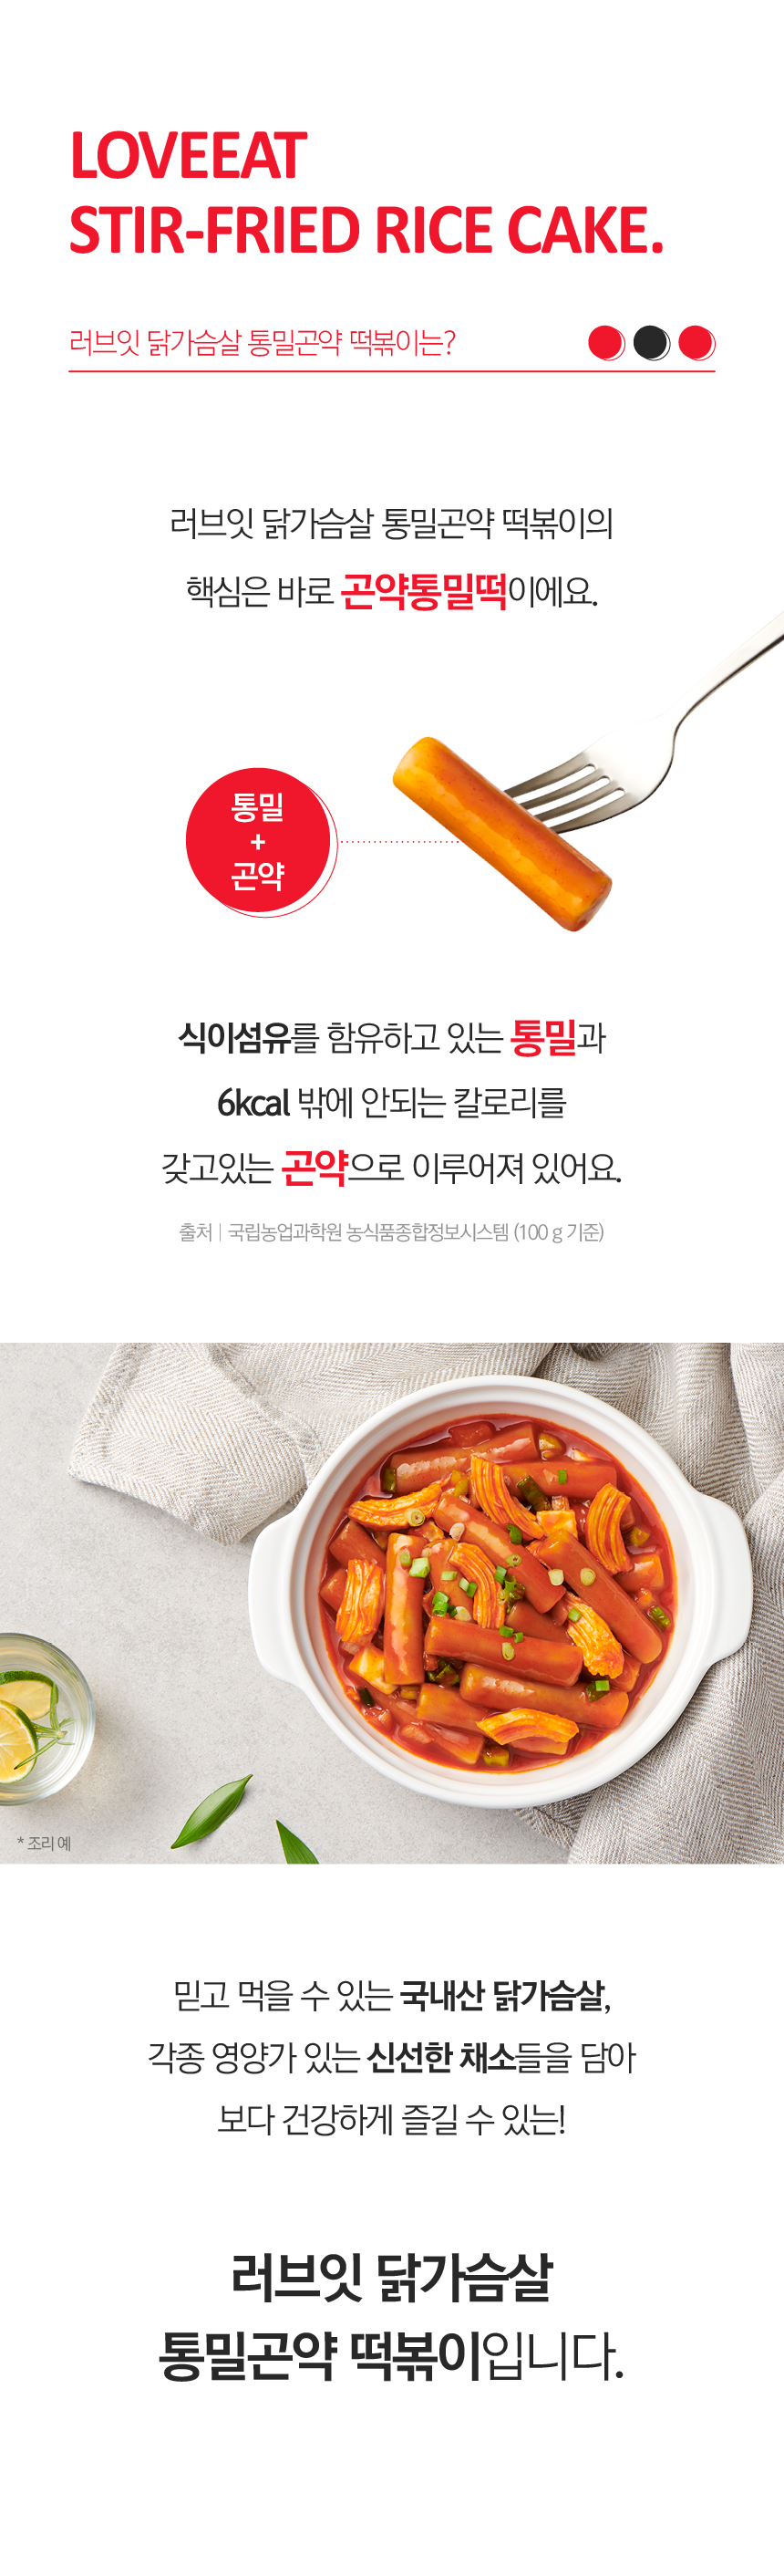 LOVEEAT
STIR-FRIED RICE CAKE.
러브잇 닭가슴살 통밀곤약 떡볶이는?
러브잇 닭가슴살 통밀곤약 떡볶이의
핵심은 바로 곤약통밀떡이에요.
통밀
+
곤약
식이섬유를 함유하고 있는 통밀과
6kcal 밖에 안되는 칼로리를
갖고있는 곤약으로 이루어져 있어요.
출처 | 국립농업과학원 농식품종합정보시스템 (100 g 기준)
* 조리 예
믿고 먹을 수 있는 국내산 닭가슴살,
각종 영양가 있는 신선한 채소들을 담아
보다 건강하게 즐길 수 있는!
러브잇 닭가슴살
통밀곤약 떡볶이입니다.